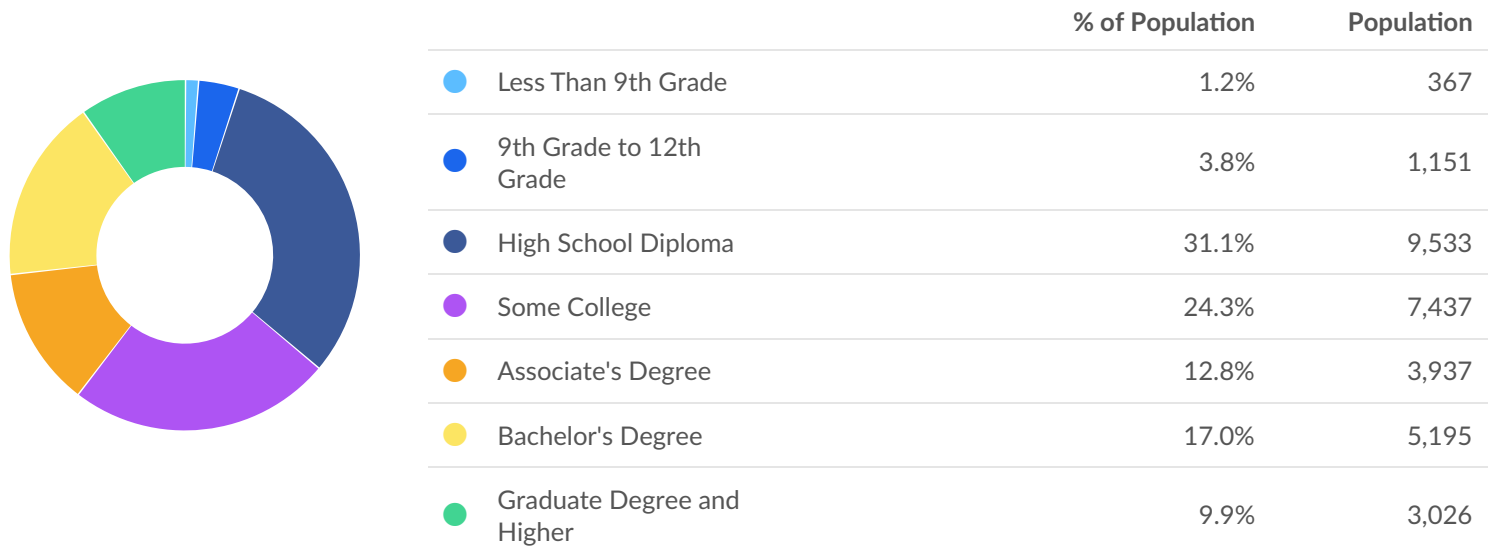 % of Population Population
Less Than 9th Grade 1.2% 367
9th Grade to 12th
Grade 3.8% 1,151
High School Diploma 31.1% 9,533
Some College 24.3% 7,437
Associate's Degree 12.8% 3,937
Bachelor's Degree 17.0% 5,195
Graduate Degree and
Higher 9.9% 3,026